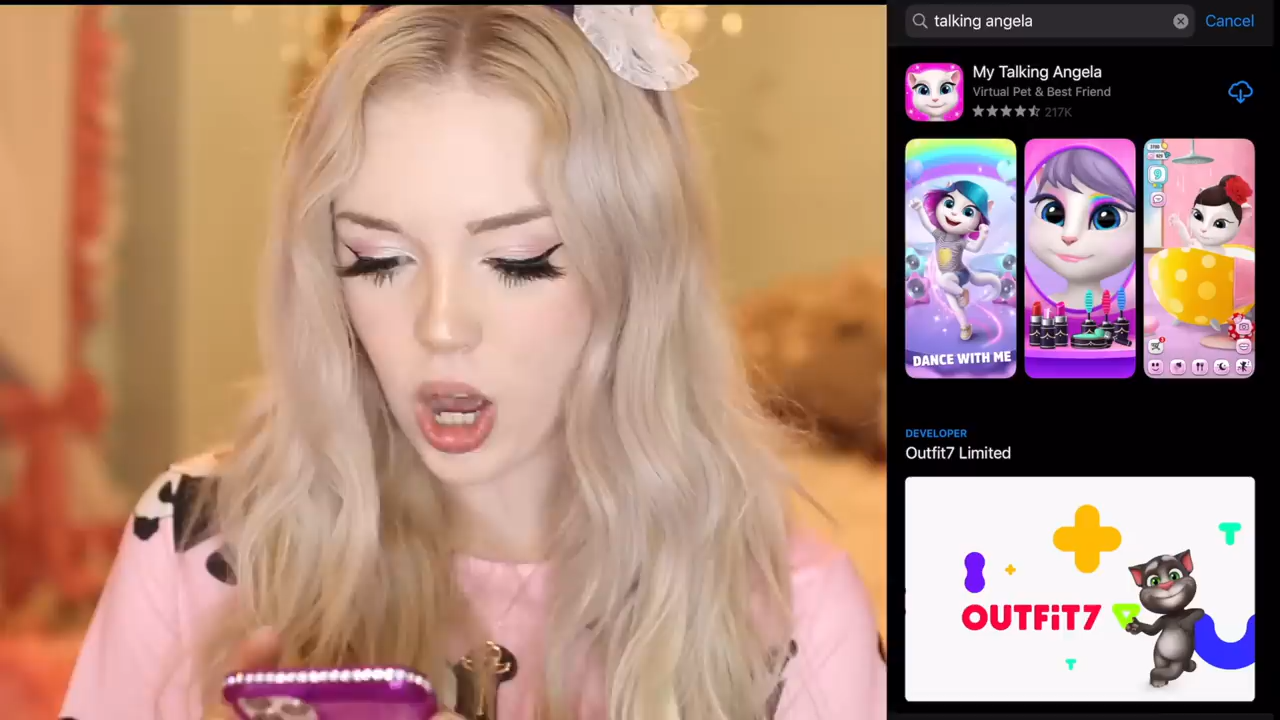 talking angela
Cancel
My Talking Angela
Virtual Pet & Best Friend
217K
DANCE WITH ME
DEVELOPER
Outfit7 Limited
OUTFiT7